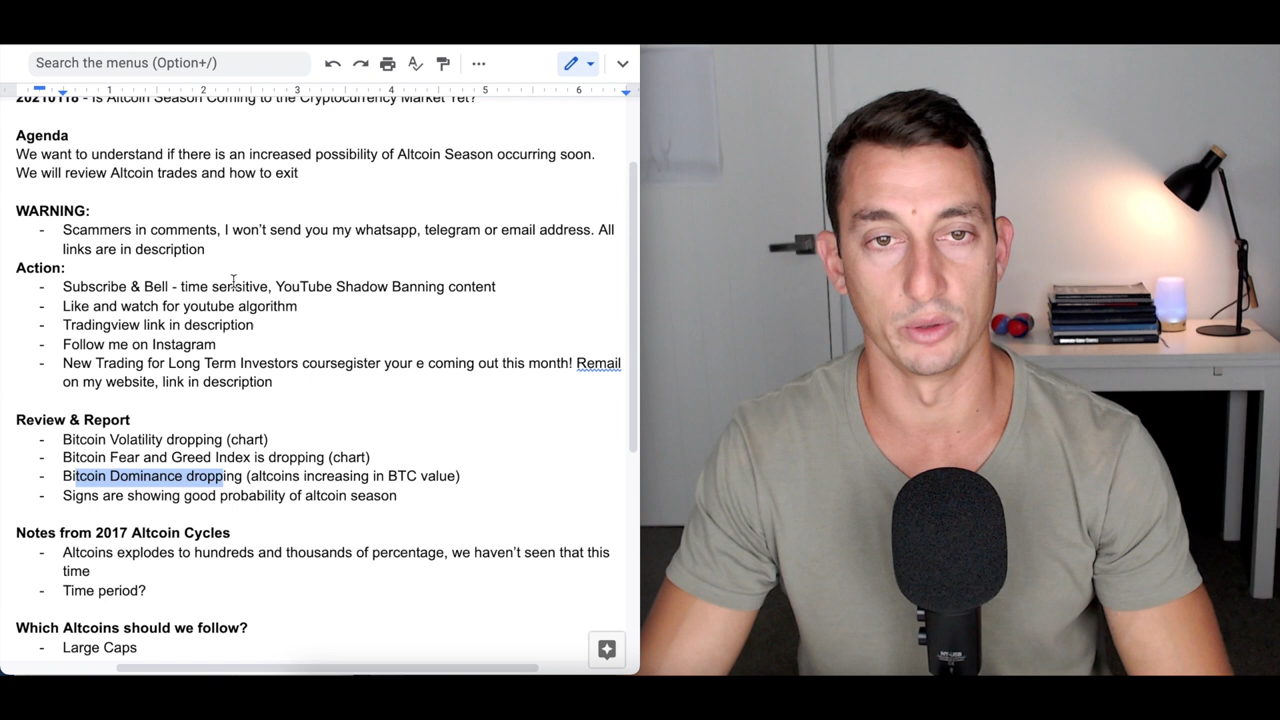 Search the menus (Option+/)
1 2 3 4 5 6
20210118 - Is Altcoin Season Coming to the Cryptocurrency Market Yet?
Agenda
We want to understand if there is an increased possibility of Altcoin Season occurring soon.
We will review Altcoin trades and how to exit
WARNING:
- Scammers in comments, I won't send you my whatsapp, telegram or email address. All
links are in description
Action:
- Subscribe & Bell - time sensitive, YouTube Shadow Banning content
- Like and watch for youtube algorithm
- Tradingview link in description
- Follow me on Instagram
- New Trading for Long Term Investors coursegister your e coming out this month! Remail
on my website, link in description
Review & Report
- Bitcoin Volatility dropping (chart)
- Bitcoin Fear and Greed Index is dropping (chart)
- Bitcoin Dominance dropping (altcoins increasing in BTC value)
- Signs are showing good probability of altcoin season
Notes from 2017 Altcoin Cycles
- Altcoins explodes to hundreds and thousands of percentage, we haven't seen that this
time
- Time period?
Which Altcoins should we follow?
- Large Caps